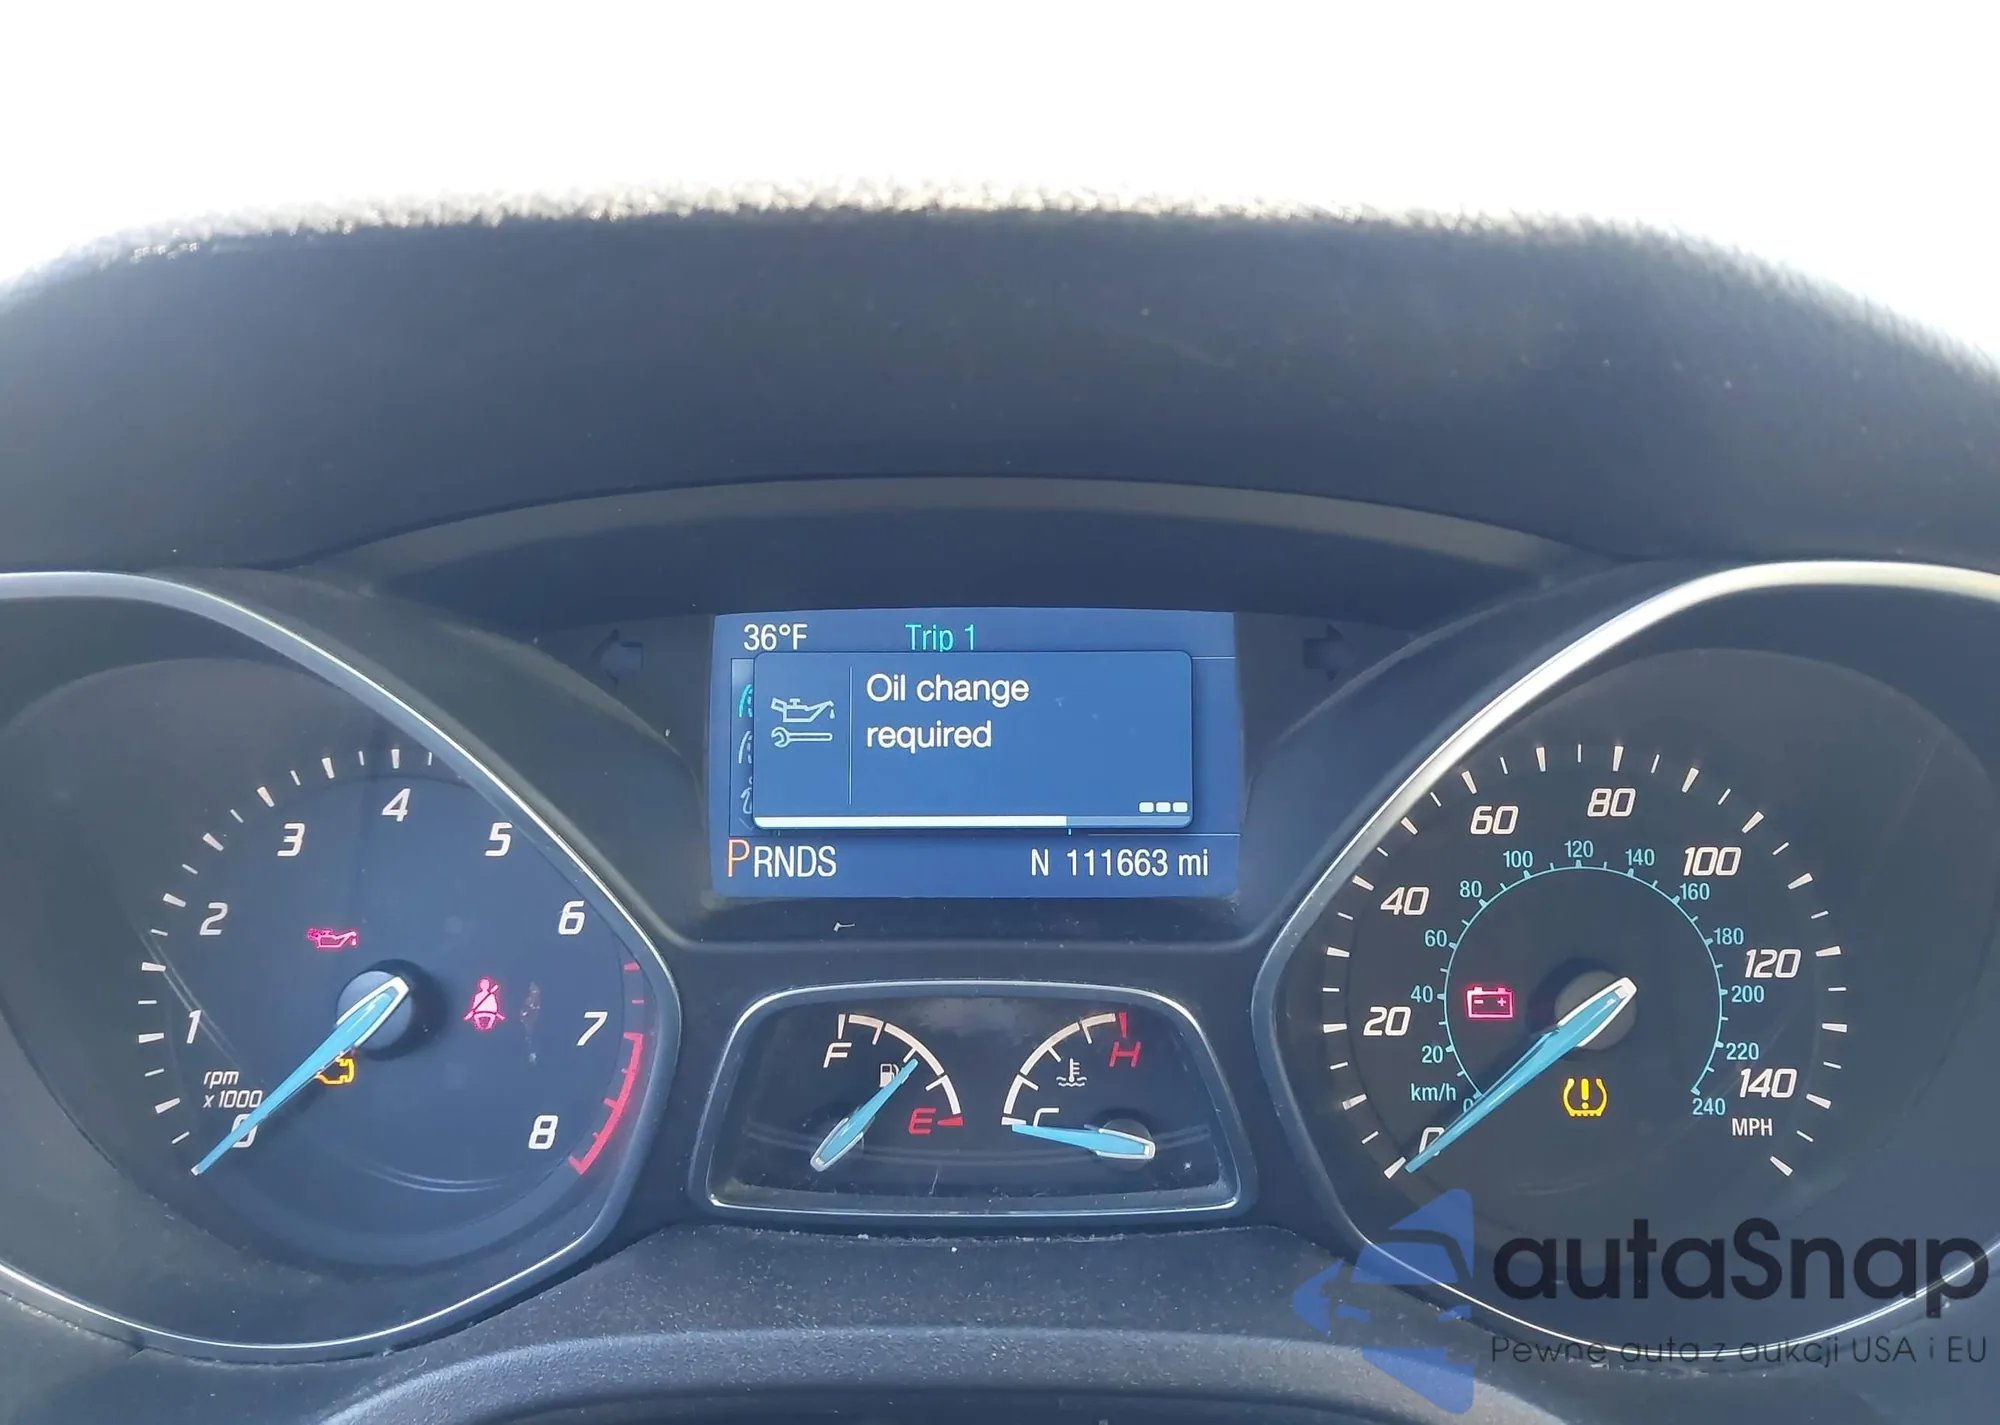 36°F Trip 1
Oil change
required
PRNDS N 111663 mi
0 1 2 3 4 5 6 7 8
rpm
x 1000
F E
C H
0 20 40 60 80 100 120 140
MPH
0 20 40 60 80 100 120 140 160 180 200 220 240
km/h
autaSnap
Pewne auta z aukcji USA i EU